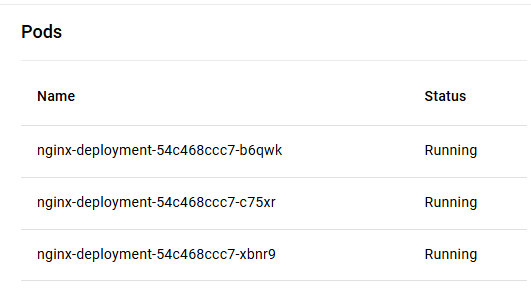 Pods
Name Status
nginx-deployment-54c468ccc7-b6qwk Running
nginx-deployment-54c468ccc7-c75xr Running
nginx-deployment-54c468ccc7-xbnr9 Running